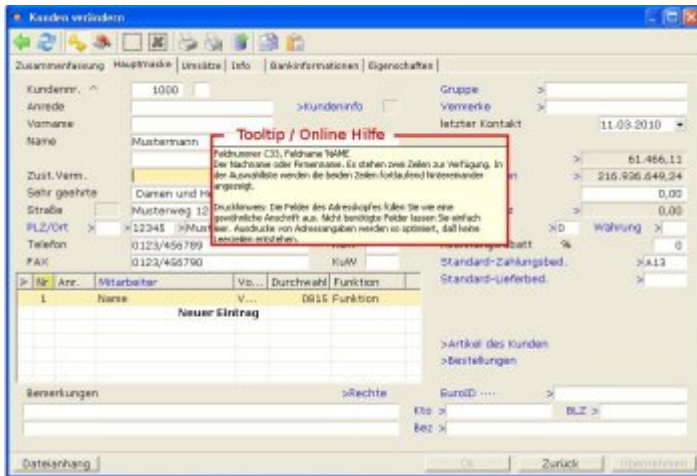 Kunden verändern
Zusammenfassung Hauptmaske Umsätze Info Bankinformationen Eigenschaften
Kundennr. ^ 1000 Gruppe >
Anrede >Kundeninfo Vermerke >
Vorname letzter Kontakt 11.03.2010
Name Mustermann
Tooltip / Online Hilfe
Feldnummer C33, Feldname 'NAME
Der Nachname oder Firmenname. Es stehen zwei Zeilen zur Verfügung. In
der Auswahlliste werden die beiden Zeilen fortlaufend hintereinander
angezeigt.
Druckhinweis: Die Felder des Adresskopfes füllen Sie wie eine
gewöhnliche Anschrift aus. Nicht benötigte Felder lassen Sie einfach
leer. Ausdrucke von Adressangaben werden so optimiert, daß keine
Leerzeilen entstehen.
> 61.466,11
Zust.Verm. > 216.936.649,24
Sehr geehrte Damen und He 0,00
Straße Musterweg 12 > 0,00
PLZ/Ort > >12345 >Must >D Währung >
Telefon 0123/456789 % 0
FAX 0123/456790 KuW Standard-Zahlungsbed. >A13
> Nr Anr. Mitarbeiter Vo... Durchwahl Funktion Standard-Lieferbed. >
1 Name V... 0815 Funktion
Neuer Eintrag
>Artikel des Kunden
>Bestellungen
Bemerkungen >Rechte EuroID ---- >
Kto > BLZ >
Bez >
Dateianhang Ok Zurück Übernehmen